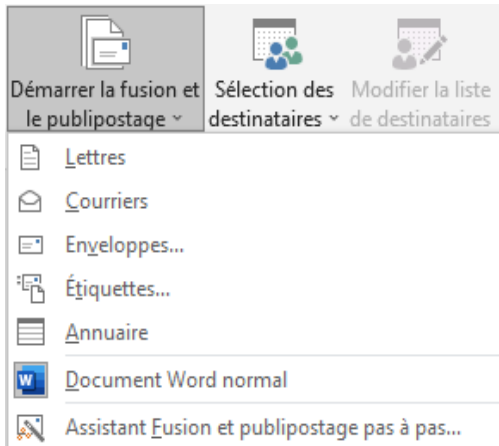 Démarrer la fusion et Sélection des Modifier la liste
le publipostage destinataires de destinataires
Lettres
Courriers
Enveloppes...
Étiquettes...
Annuaire
Document Word normal
Assistant Fusion et publipostage pas à pas...